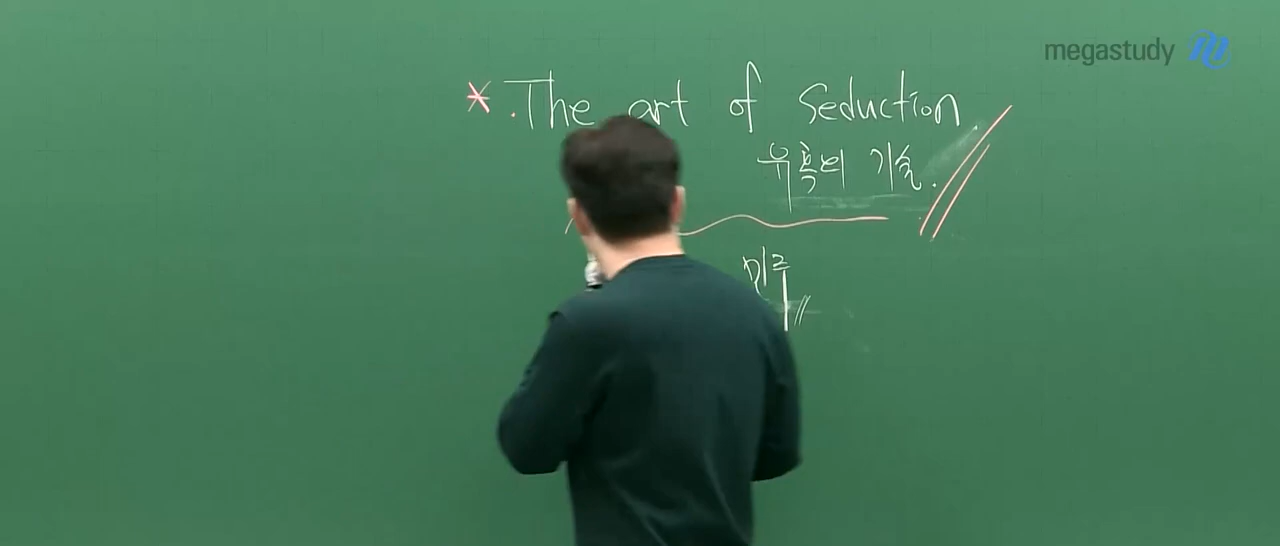 megastudy
* The art of Seduction
유혹의 기술.